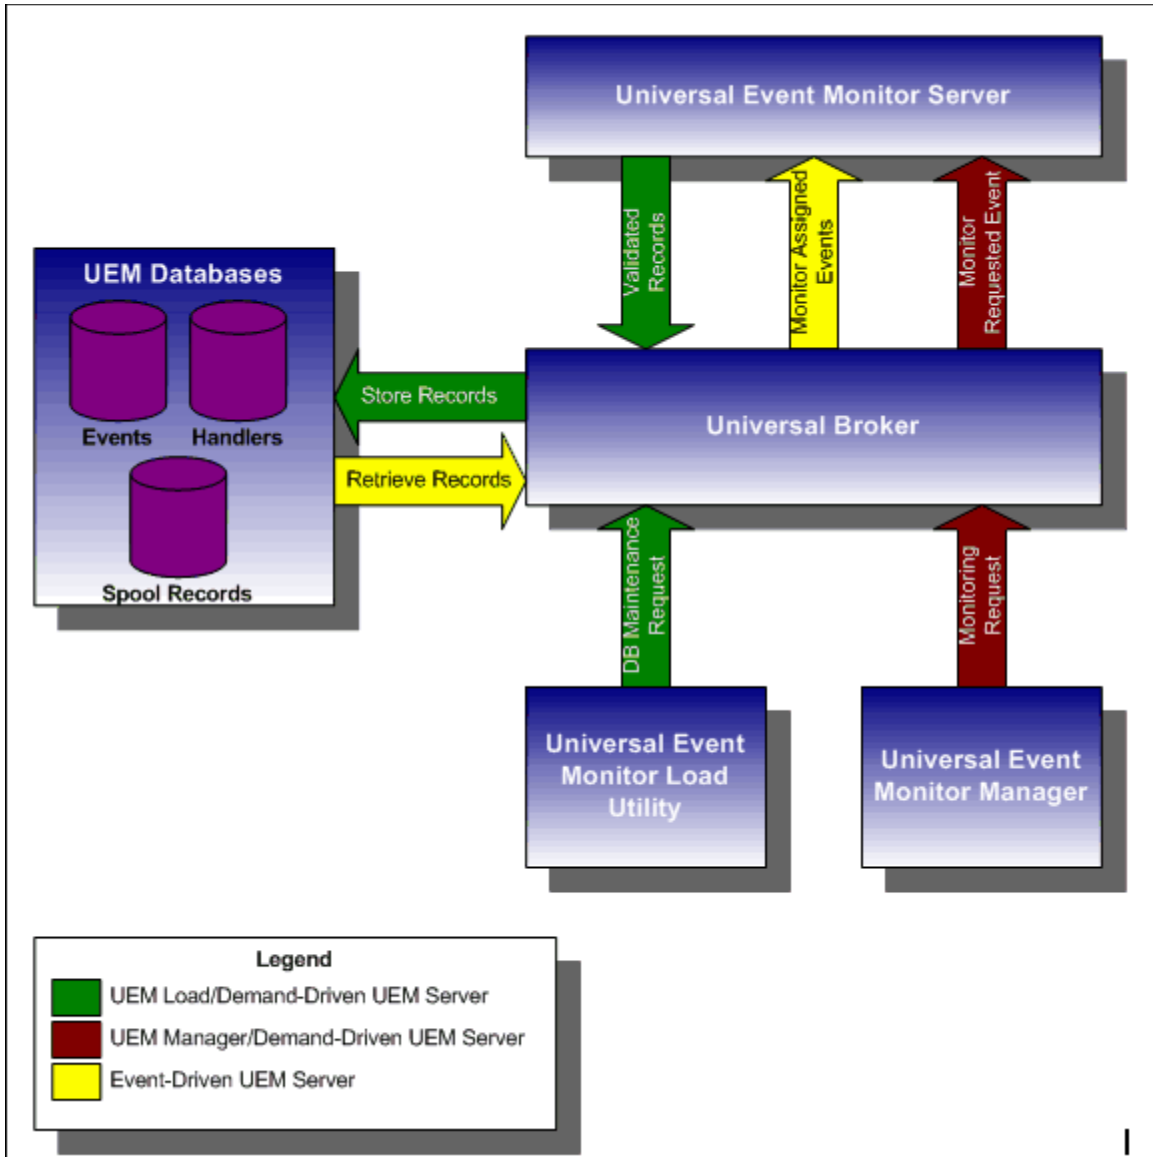 Universal Event Monitor Server
Validated
Records
Monitor Assigned
Events
Monitor
Requested Event
UEM Databases
Events
Handlers
Spool Records
Store Records
Retrieve Records
Universal Broker
DB Maintenance
Request
Monitoring
Request
Universal Event
Monitor Load
Utility
Universal Event
Monitor Manager
Legend
UEM Load/Demand-Driven UEM Server
UEM Manager/Demand-Driven UEM Server
Event-Driven UEM Server